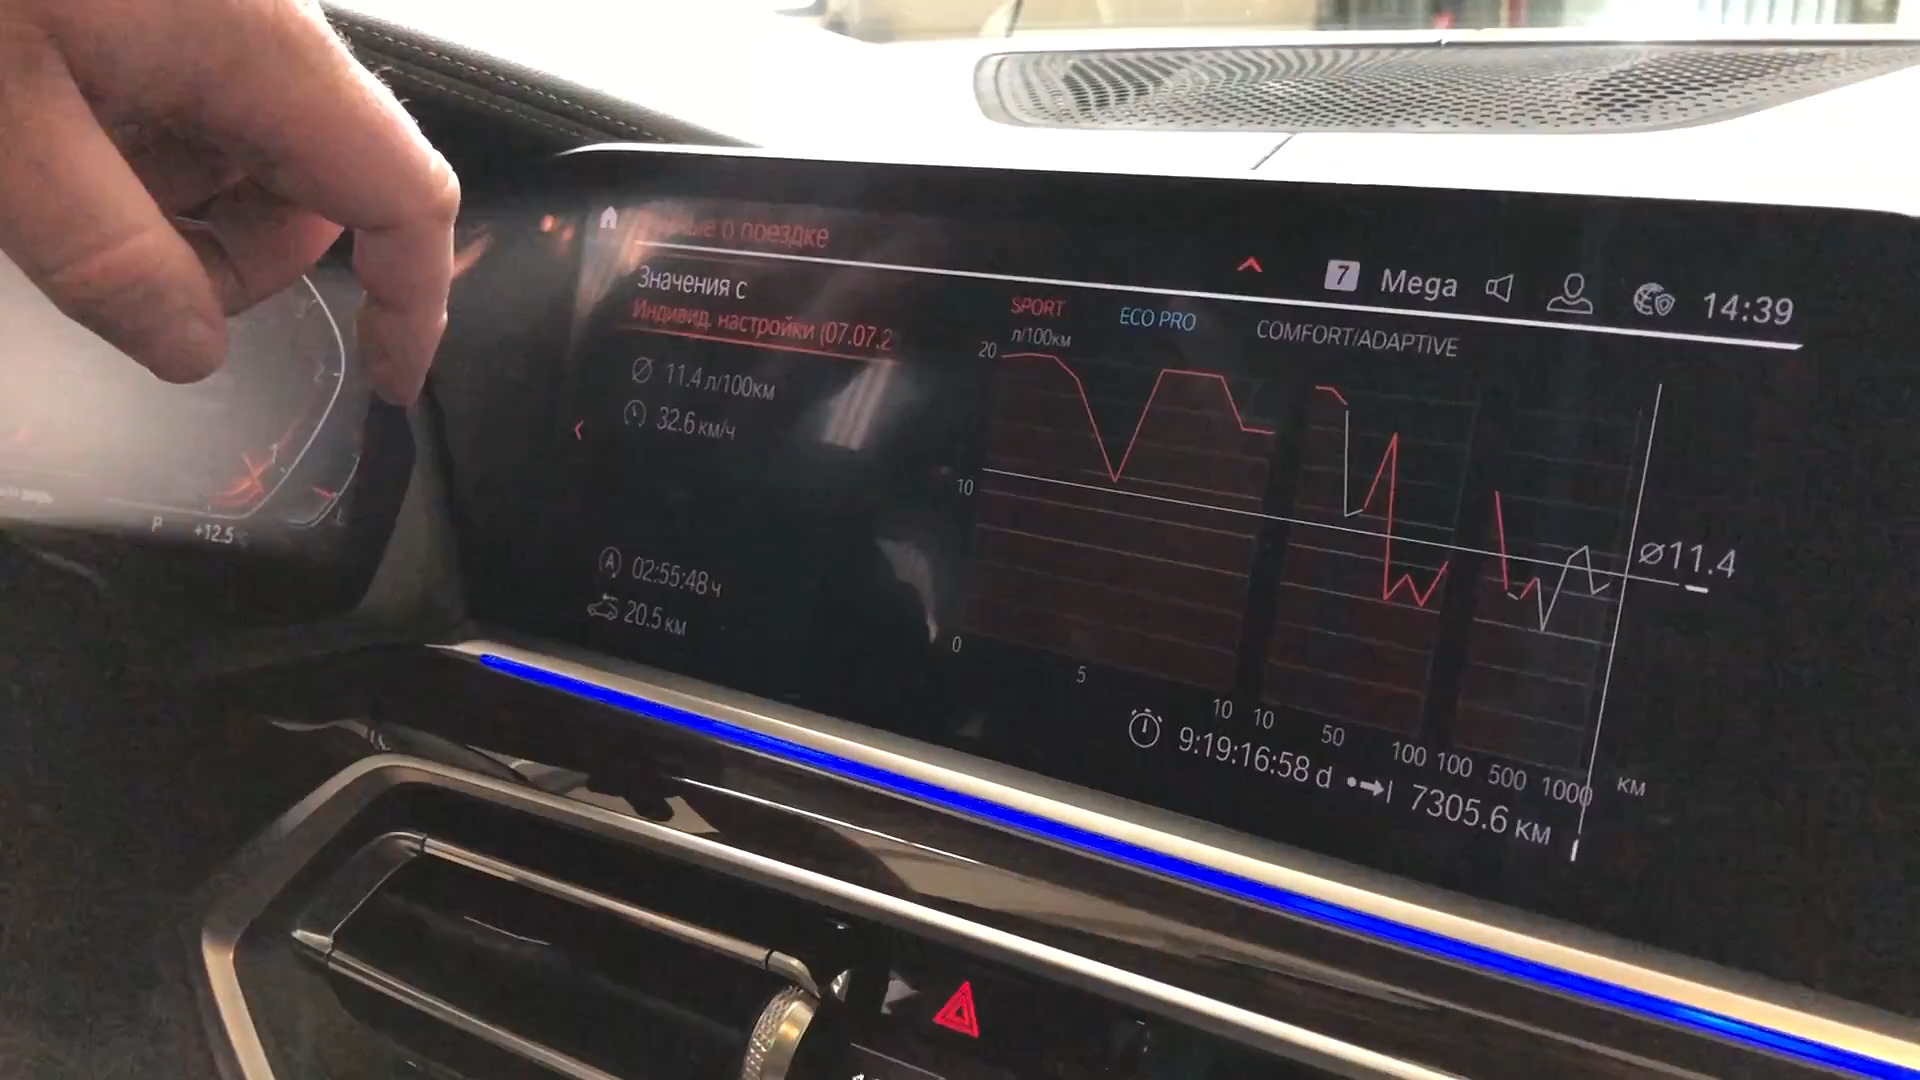 о поездке
7 Mega 14:39
Значения с
Индивид. настройки (07.07.2
11.4 л/100км
32.6 км/ч
A 02:55:48 ч
20.5 км
SPORT ECO PRO COMFORT/ADAPTIVE
л/100км
20
10
0
Ø11.4
5 10 10 50 100 100 500 1000 км
9:19:16:58 d 7305.6 км
P +12.5
2
1